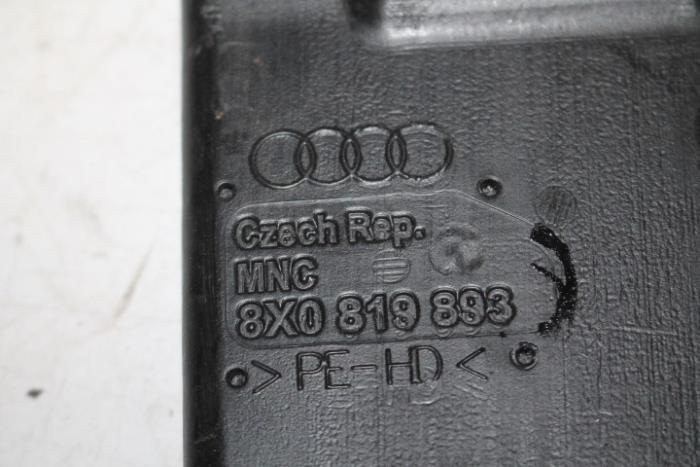 Czech Rep.
MNC
8X0 819 893
>PE-HD<